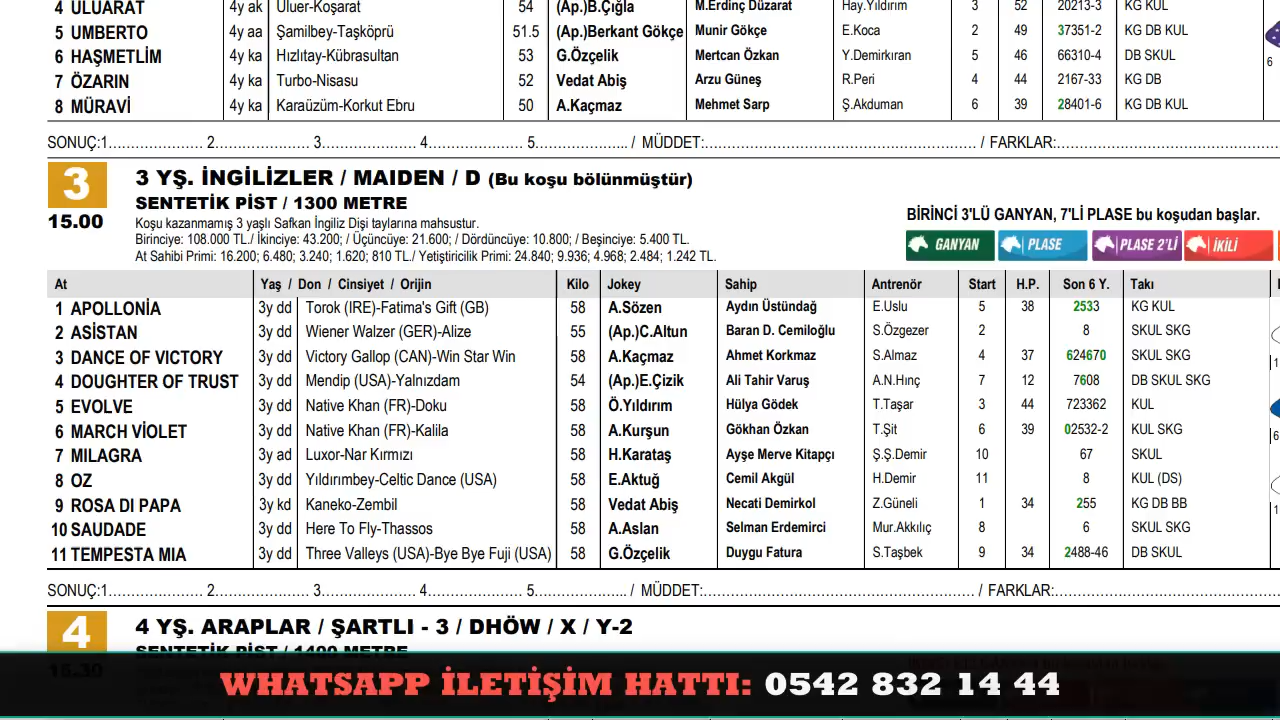 4 ULUARAT 4y ak Uluer-Koşarat 54 (Ap.)B.Çığla M.Erdinç Düzarat Hay.Yıldırım 3 52 20213-3 KG KUL
5 UMBERTO 4y aa Şamilbey-Taşköprü 51.5 (Ap.)Berkant Gökçe Munir Gökçe E.Koca 2 49 37351-2 KG DB KUL
6 HAŞMETLİM 4y ka Hızlıtay-Kübrasultan 53 G.Özçelik Mertcan Özkan Y.Demirkıran 5 46 66310-4 DB SKUL 6
7 ÖZARIN 4y ka Turbo-Nisasu 52 Vedat Abiş Arzu Güneş R.Peri 4 44 2167-33 KG DB
8 MÜRAVİ 4y ka Karaüzüm-Korkut Ebru 50 A.Kaçmaz Mehmet Sarp Ş.Akduman 6 39 28401-6 KG DB KUL
SONUÇ:1..................... 2..................... 3..................... 4..................... 5..................... / MÜDDET:............................................................. / FARKLAR:..................................................
3 3 YŞ. İNGİLİZLER / MAIDEN / D (Bu koşu bölünmüştür)
SENTETİK PİST / 1300 METRE
15.00 Koşu kazanmamış 3 yaşlı Safkan İngiliz Dişi taylarına mahsustur.
BİRİNCİ 3'LÜ GANYAN, 7'Lİ PLASE bu koşudan başlar.
Birinciye: 108.000 TL./ İkinciye: 43.200; / Üçüncüye: 21.600; / Dördüncüye: 10.800; / Beşinciye: 5.400 TL.
GANYAN PLASE PLASE 2'Lİ İKİLİ
At Sahibi Primi: 16.200; 6.480; 3.240; 1.620; 810 TL./ Yetiştiricilik Primi: 24.840; 9.936; 4.968; 2.484; 1.242 TL.
At Yaş / Don / Cinsiyet / Orijin Kilo Jokey Sahip Antrenör Start H.P. Son 6 Y. Takı
1 APOLLONİA 3y dd Torok (IRE)-Fatima's Gift (GB) 58 A.Sözen Aydın Üstündağ E.Uslu 5 38 2533 KG KUL
2 ASİSTAN 3y dd Wiener Walzer (GER)-Alize 55 (Ap.)C.Altun Baran D. Cemiloğlu S.Özgezer 2 8 SKUL SKG
3 DANCE OF VICTORY 3y dd Victory Gallop (CAN)-Win Star Win 58 A.Kaçmaz Ahmet Korkmaz S.Almaz 4 37 624670 SKUL SKG 1
4 DOUGHTER OF TRUST 3y dd Mendip (USA)-Yalnızdam 54 (Ap.)E.Çizik Ali Tahir Varuş A.N.Hınç 7 12 7608 DB SKUL SKG
5 EVOLVE 3y dd Native Khan (FR)-Doku 58 Ö.Yıldırım Hülya Gödek T.Taşar 3 44 723362 KUL
6 MARCH VİOLET 3y dd Native Khan (FR)-Kalila 58 A.Kurşun Gökhan Özkan T.Şit 6 39 02532-2 KUL SKG 6
7 MILAGRA 3y ad Luxor-Nar Kırmızı 58 H.Karataş Ayşe Merve Kitapçı Ş.Ş.Demir 10 67 SKUL
8 OZ 3y dd Yıldırımbey-Celtic Dance (USA) 58 E.Aktuğ Cemil Akgül H.Demir 11 8 KUL (DS)
9 ROSA DI PAPA 3y kd Kaneko-Zembil 58 Vedat Abiş Necati Demirkol Z.Güneli 1 34 255 KG DB BB 1
10 SAUDADE 3y dd Here To Fly-Thassos 58 A.Aslan Selman Erdemirci Mur.Akkılıç 8 6 SKUL SKG
11 TEMPESTA MIA 3y dd Three Valleys (USA)-Bye Bye Fuji (USA) 58 G.Özçelik Duygu Fatura S.Taşbek 9 34 2488-46 DB SKUL
SONUÇ:1..................... 2..................... 3..................... 4..................... 5..................... / MÜDDET:............................................................. / FARKLAR:..................................................
4 4 YŞ. ARAPLAR / ŞARTLI - 3 / DHÖW / X / Y-2
SENTETİK PİST / 1400 METRE
15.30
WHATSAPP İLETİŞİM HATTI: 0542 832 14 44